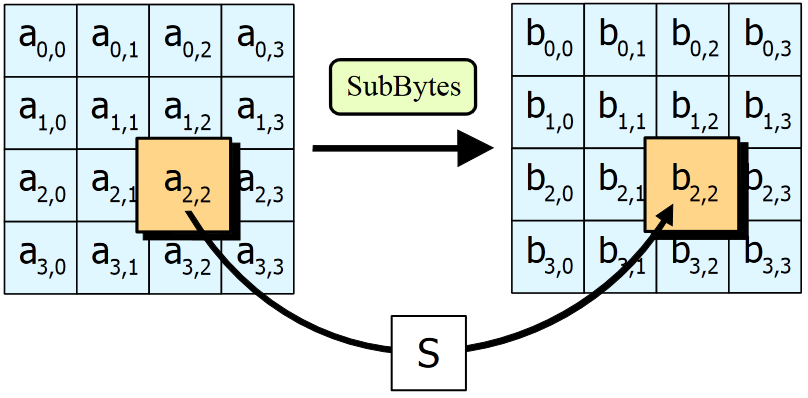 a0,0 a0,1 a0,2 a0,3
a1,0 a1,1 a1,2 a1,3
a2,0 a2,1 a2,2 a2,3
a3,0 a3,1 a3,2 a3,3
SubBytes
b0,0 b0,1 b0,2 b0,3
b1,0 b1,1 b1,2 b1,3
b2,0 b2,1 b2,2 b2,3
b3,0 b3,1 b3,2 b3,3
S